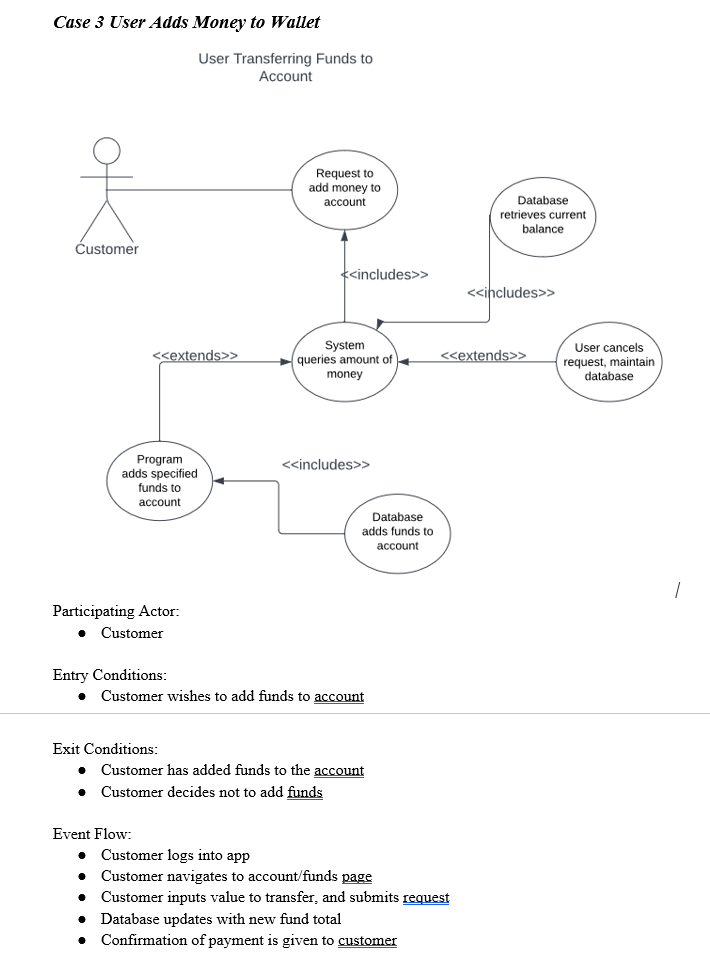 Case 3 User Adds Money to Wallet
User Transferring Funds to
Account
Request to
add money to
account
Database
retrieves current
balance
Customer
<<includes>>
<<includes>>
System
queries amount of
money
<<extends>>
<<extends>>
User cancels
request, maintain
database
Program
adds specified
funds to
account
<<includes>>
Database
adds funds to
account
/
Participating Actor:
● Customer
Entry Conditions:
● Customer wishes to add funds to account
Exit Conditions:
● Customer has added funds to the account
● Customer decides not to add funds
Event Flow:
● Customer logs into app
● Customer navigates to account/funds page
● Customer inputs value to transfer, and submits request
● Database updates with new fund total
● Confirmation of payment is given to customer